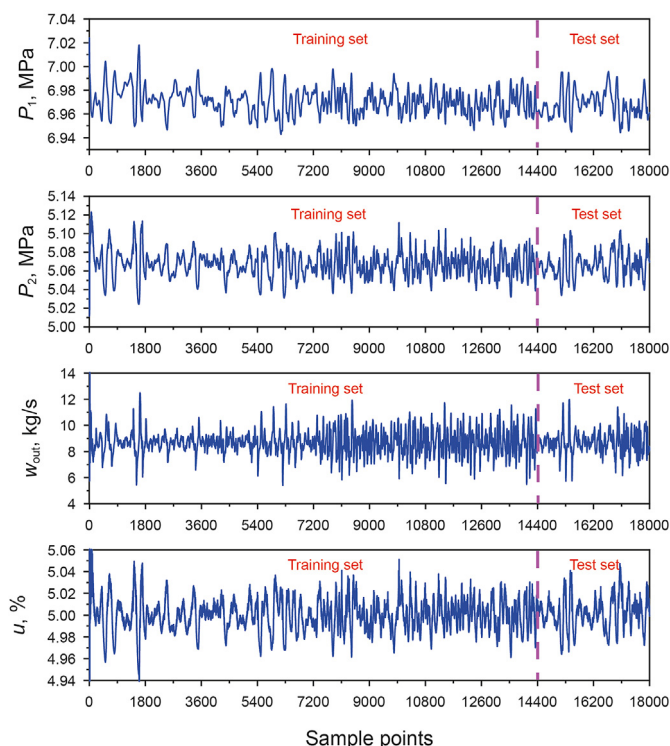 7.04
7.02
7.00
6.98
6.96
6.94
P1, MPa
Training set
Test set
0 1800 3600 5400 7200 9000 10800 12600 14400 16200 18000
5.14
5.12
5.10
5.08
5.06
5.04
5.02
5.00
P2, MPa
Training set
Test set
0 1800 3600 5400 7200 9000 10800 12600 14400 16200 18000
14
12
10
8
6
4
wout, kg/s
Training set
Test set
0 1800 3600 5400 7200 9000 10800 12600 14400 16200 18000
5.06
5.04
5.02
5.00
4.98
4.96
4.94
u, %
Training set
Test set
0 1800 3600 5400 7200 9000 10800 12600 14400 16200 18000
Sample points